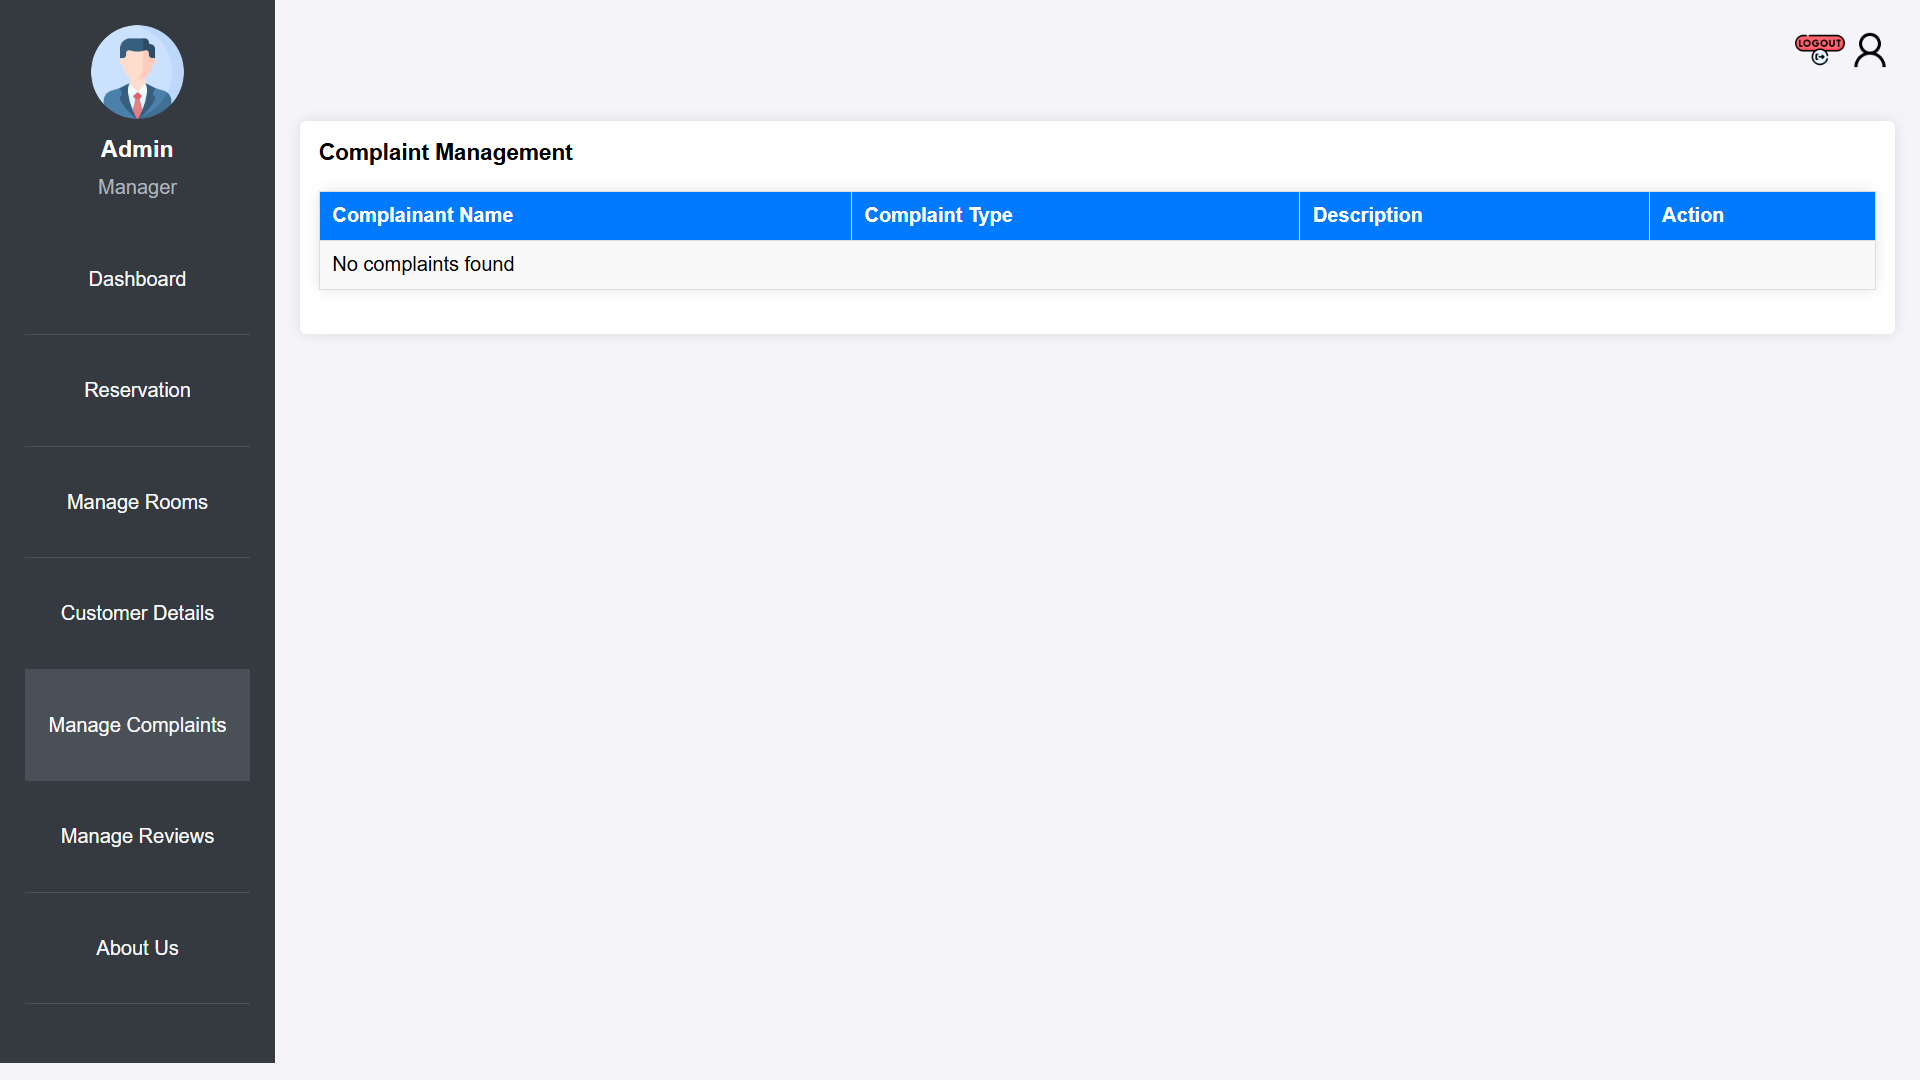 Admin
Manager
Dashboard
Reservation
Manage Rooms
Customer Details
Manage Complaints
Manage Reviews
About Us
LOGOUT
Complaint Management
Complainant Name Complaint Type Description Action
No complaints found